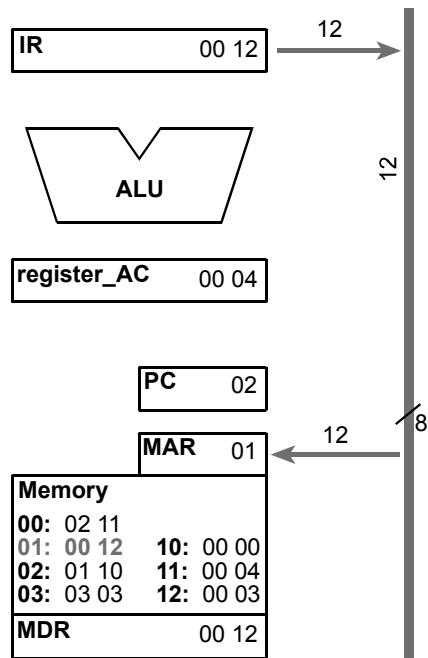 12
IR 00 12
12
ALU
register_AC 00 04
PC 02
8
12
MAR 01
Memory
00: 02 11
01: 00 12 10: 00 00
02: 01 10 11: 00 04
03: 03 03 12: 00 03
MDR 00 12